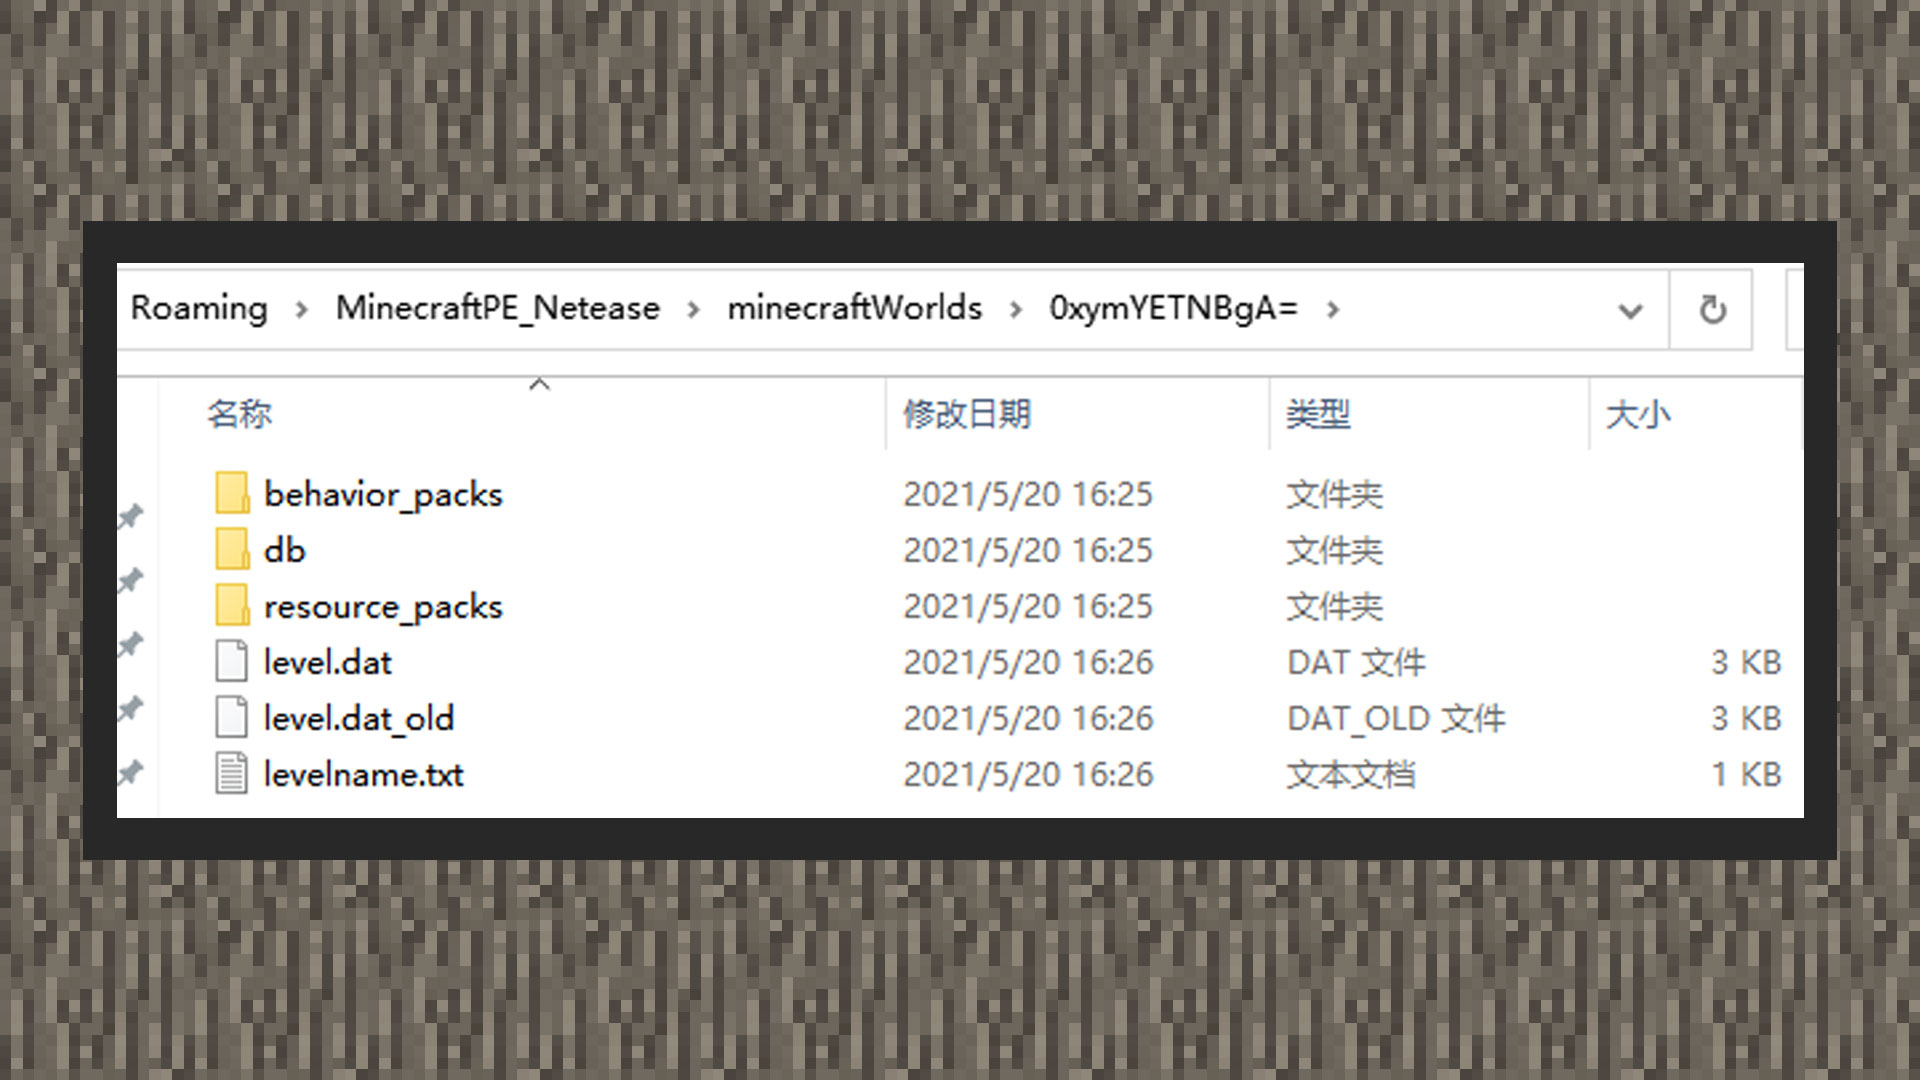 Roaming > MinecraftPE_Netease > minecraftWorlds > 0xymYETNBgA= >
名称 修改日期 类型 大小
behavior_packs 2021/5/20 16:25 文件夹
db 2021/5/20 16:25 文件夹
resource_packs 2021/5/20 16:25 文件夹
level.dat 2021/5/20 16:26 DAT 文件 3 KB
level.dat_old 2021/5/20 16:26 DAT_OLD 文件 3 KB
levelname.txt 2021/5/20 16:26 文本文档 1 KB